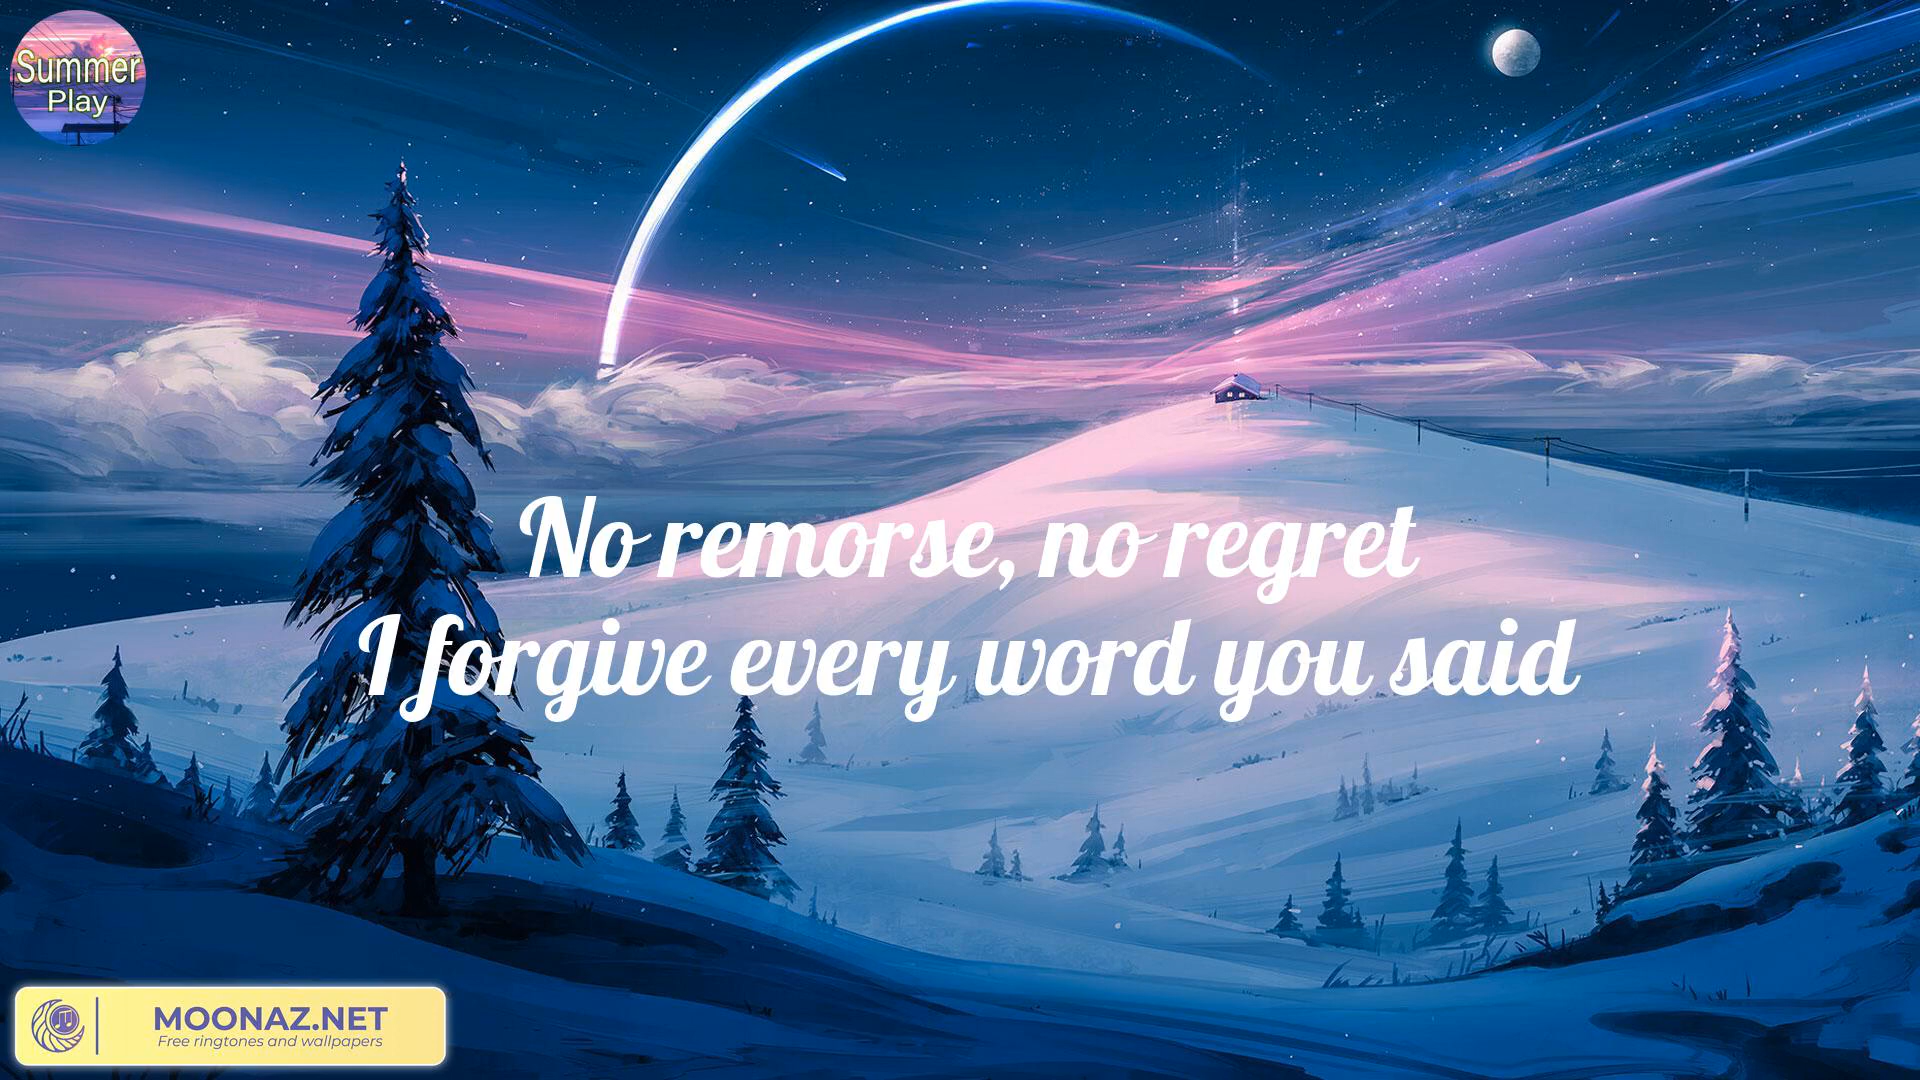 Summer
Play
No remorse, no regret
I forgive every word you said
MOONAZ.NET
Free ringtones and wallpapers